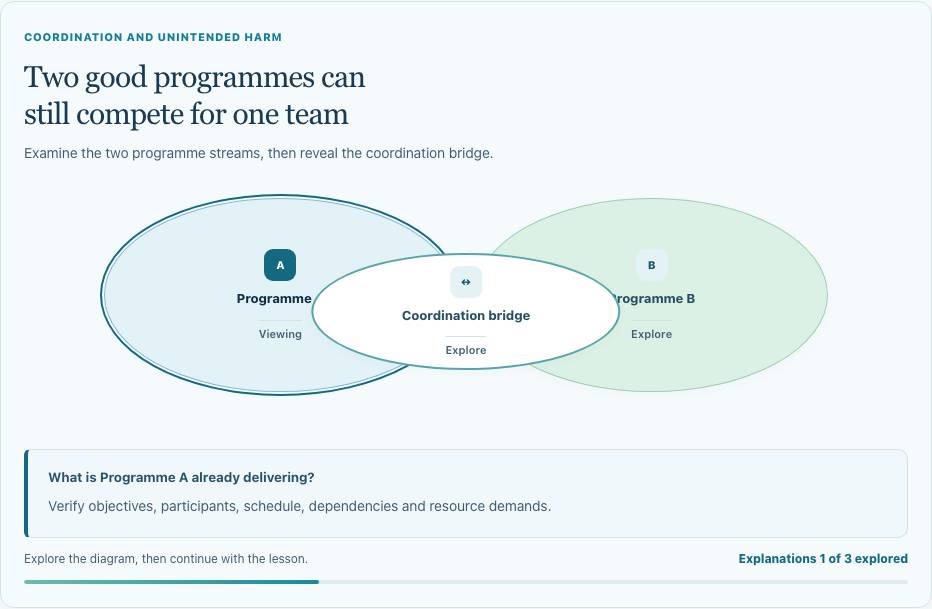 COORDINATION AND UNINTENDED HARM
Two good programmes can
still compete for one team
Examine the two programme streams, then reveal the coordination bridge.
A
Programme
Viewing
↔
Coordination bridge
Explore
B
rogramme B
Explore
What is Programme A already delivering?
Verify objectives, participants, schedule, dependencies and resource demands.
Explore the diagram, then continue with the lesson.
Explanations 1 of 3 explored